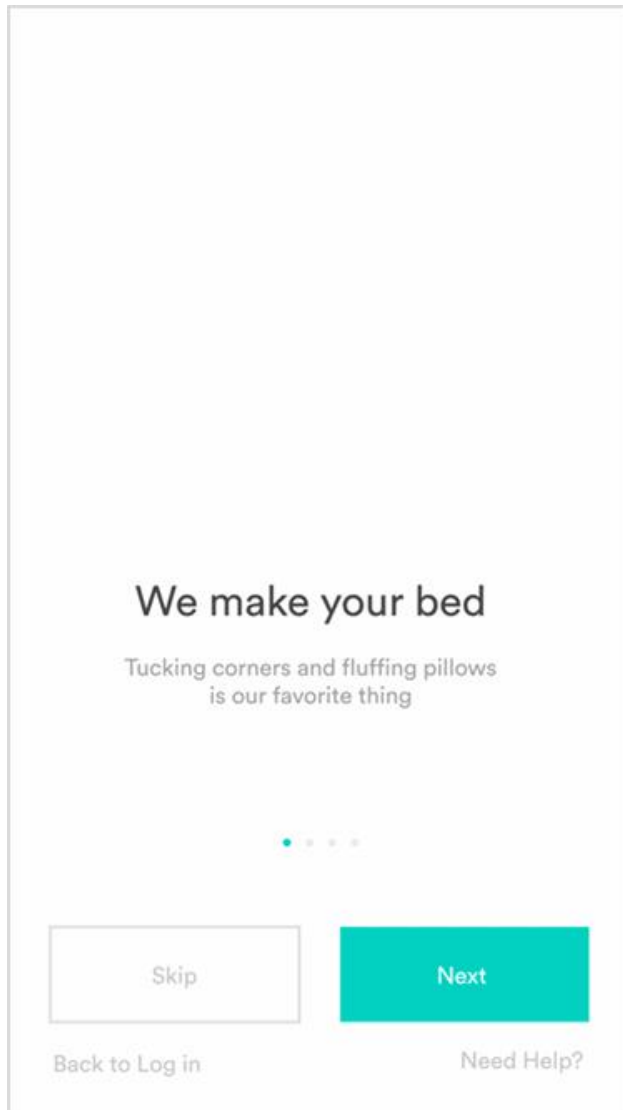 We make your bed
Tucking corners and fluffing pillows
is our favorite thing
Skip
Next
Back to Log in
Need Help?